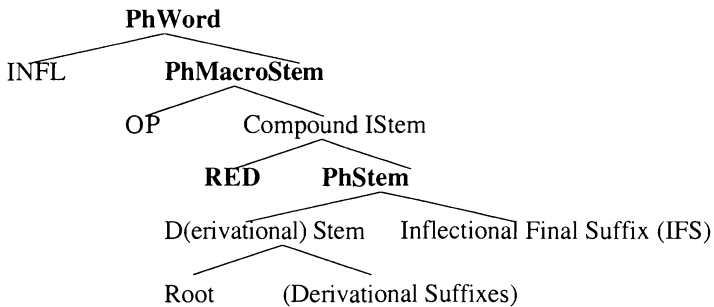 PhWord
INFL PhMacroStem
OP Compound IStem
RED PhStem
D(erivational) Stem Inflectional Final Suffix (IFS)
Root (Derivational Suffixes)